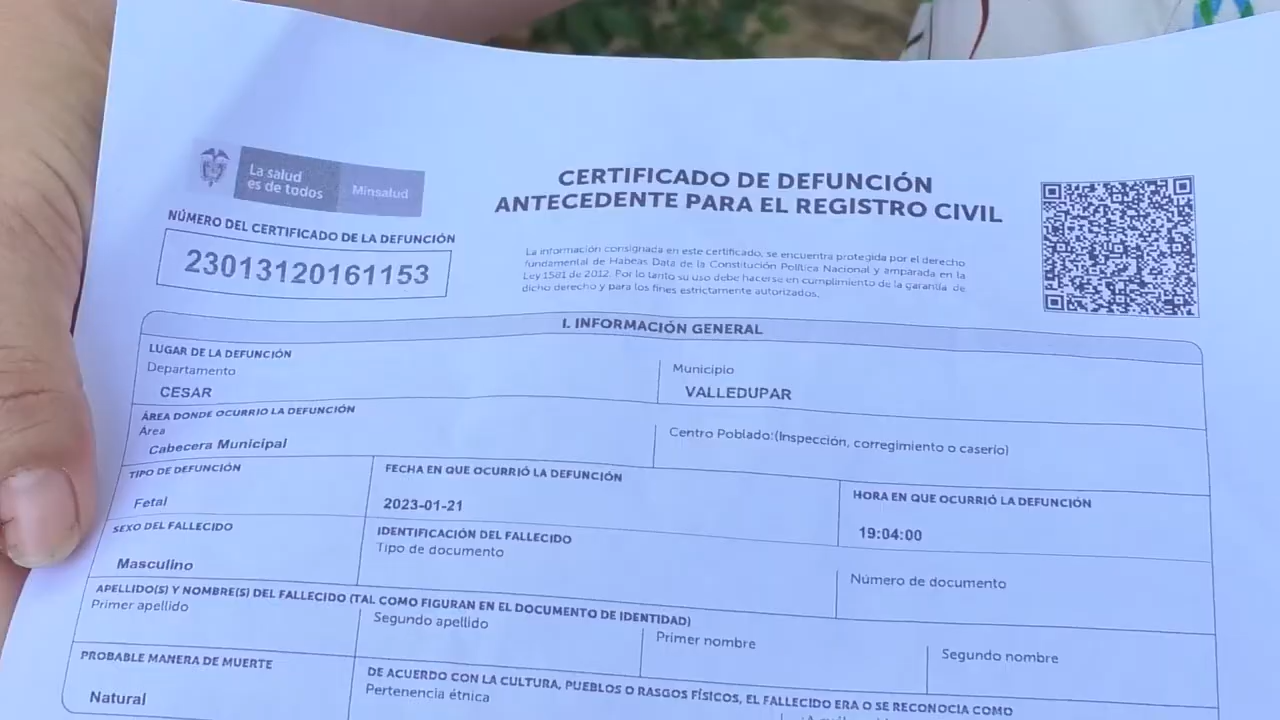 La salud
es de todos
Minsalud
CERTIFICADO DE DEFUNCIÓN
ANTECEDENTE PARA EL REGISTRO CIVIL
NÚMERO DEL CERTIFICADO DE LA DEFUNCIÓN
23013120161153
La información consignada en este certificado, se encuentra protegida por el derecho
fundamental de Habeas Data de la Constitución Política Nacional y amparada en la
Ley 1581 de 2012. Por lo tanto su uso debe hacerse en cumplimiento de la garantía de
dicho derecho y para los fines estrictamente autorizados.
I. INFORMACIÓN GENERAL
LUGAR DE LA DEFUNCIÓN
Departamento
CESAR
Municipio
VALLEDUPAR
ÁREA DONDE OCURRIO LA DEFUNCIÓN
Área
Cabecera Municipal
Centro Poblado:(Inspección, corregimiento o caserío)
TIPO DE DEFUNCIÓN
Fetal
FECHA EN QUE OCURRIÓ LA DEFUNCIÓN
2023-01-21
HORA EN QUE OCURRIÓ LA DEFUNCIÓN
19:04:00
SEXO DEL FALLECIDO
Masculino
IDENTIFICACIÓN DEL FALLECIDO
Tipo de documento
Número de documento
APELLIDO(S) Y NOMBRE(S) DEL FALLECIDO (TAL COMO FIGURAN EN EL DOCUMENTO DE IDENTIDAD)
Primer apellido
Segundo apellido
Primer nombre
Segundo nombre
PROBABLE MANERA DE MUERTE
Natural
DE ACUERDO CON LA CULTURA, PUEBLOS O RASGOS FÍSICOS, EL FALLECIDO ERA O SE RECONOCIA COMO
Pertenencia étnica